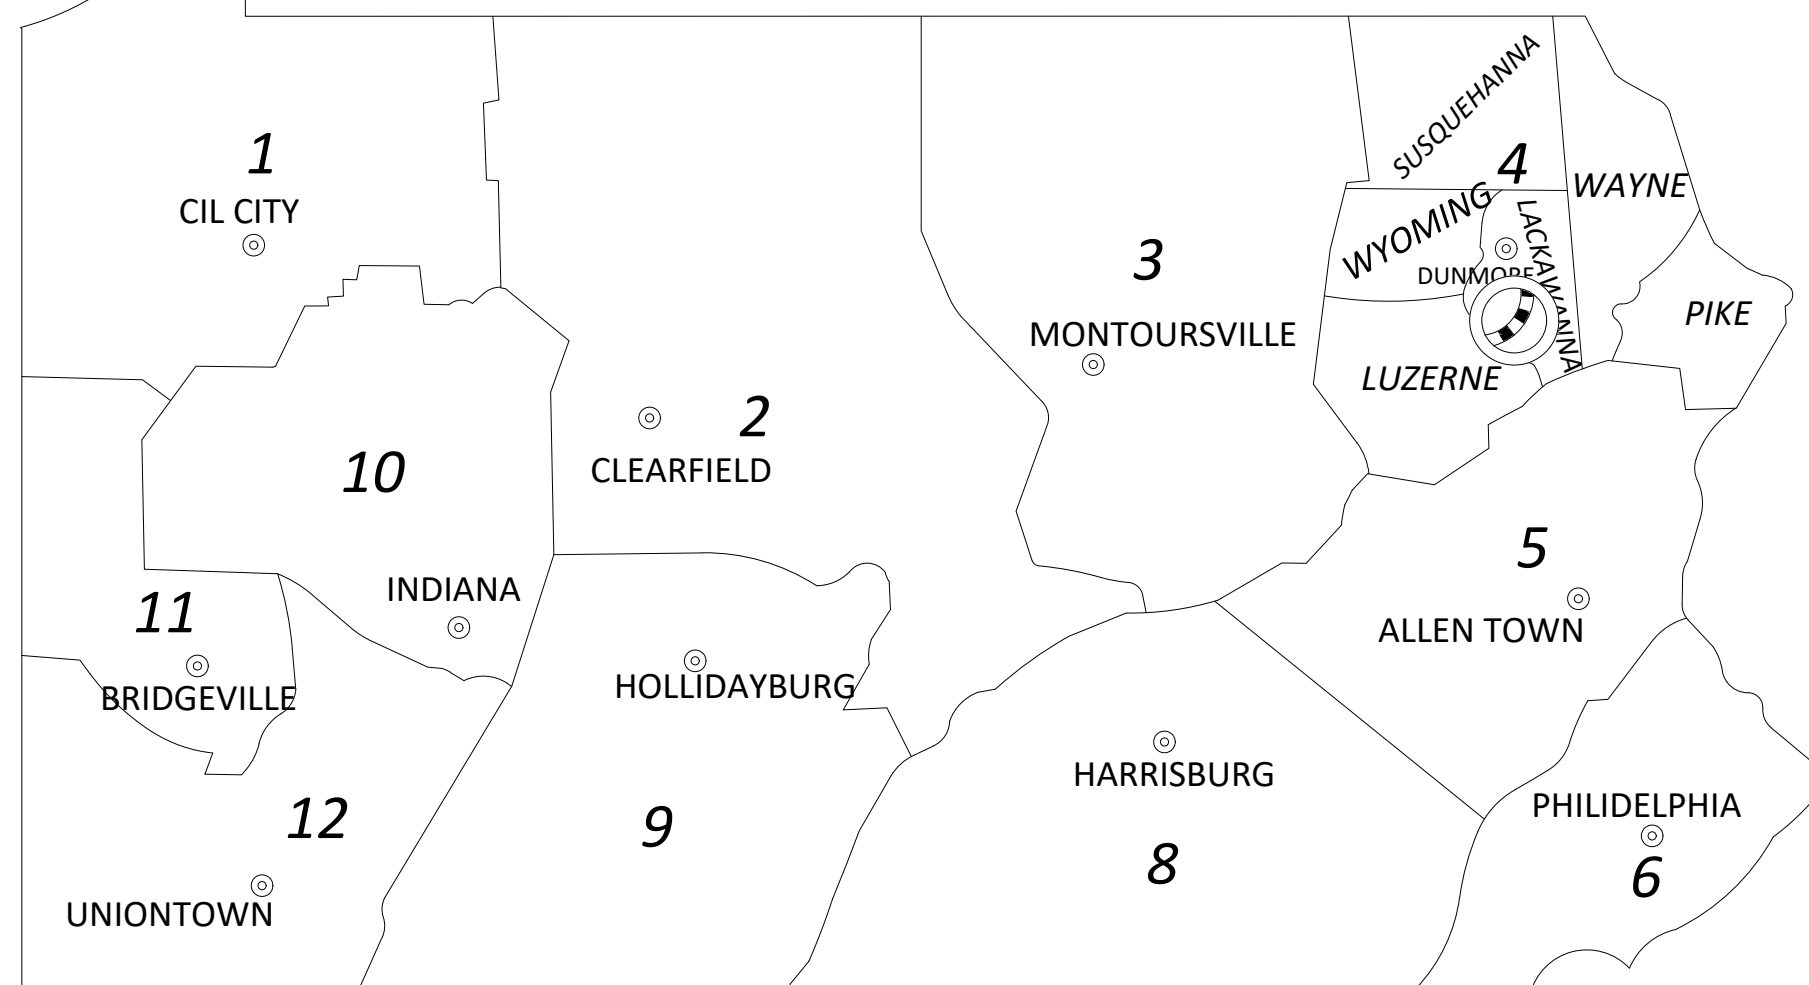 SUSQUEHANNA
1
4
WAYNE
CIL CITY
WYOMING
LACKAWANNA
3
DUNMORE
PIKE
MONTOURSVILLE
LUZERNE
2
10
CLEARFIELD
5
INDIANA
11
ALLEN TOWN
BRIDGEVILLE
HOLLIDAYBURG
HARRISBURG
PHILIDELPHIA
12
9
8
6
UNIONTOWN